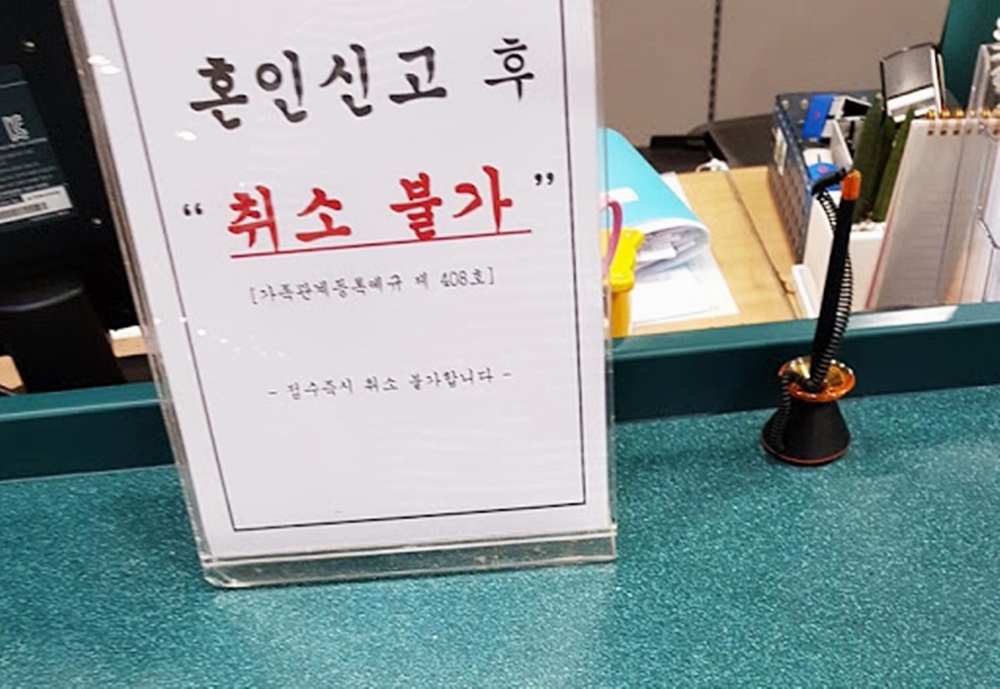 혼인신고 후
“ 취소 불가 ”
[가족관계등록예규 제 408호]
- 접수즉시 취소 불가합니다 -